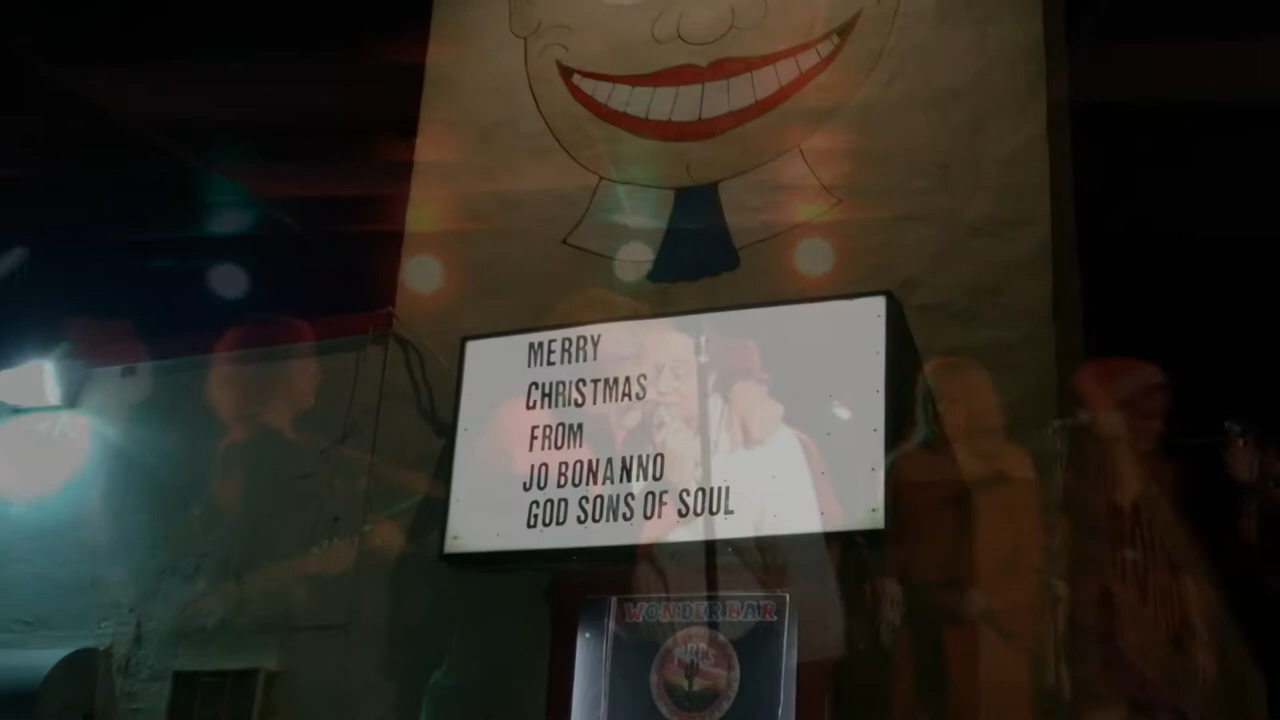 MERRY
CHRISTMAS
FROM
JO BONANNO
GOD SONS OF SOUL
WONDER BAR